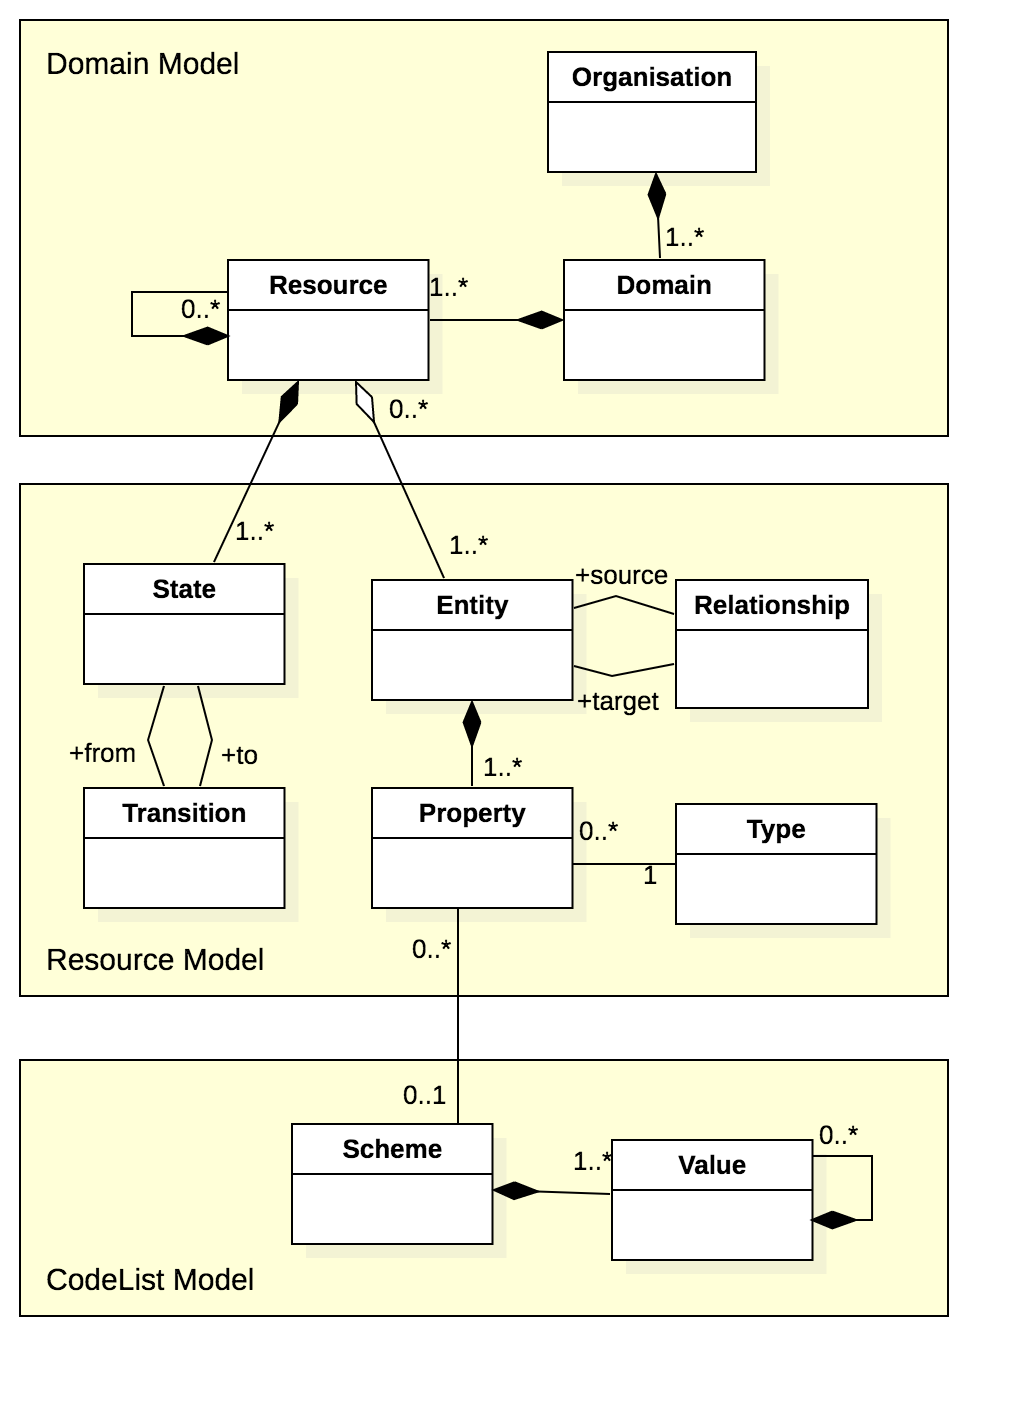 Domain Model
Organisation
1..*
Resource
1..*
Domain
0..*
0..*
1..*
1..*
State
Entity
+source
Relationship
+target
+from
+to
1..*
Transition
Property
0..*
Type
1
0..*
Resource Model
0..1
Scheme
1..*
Value
0..*
CodeList Model